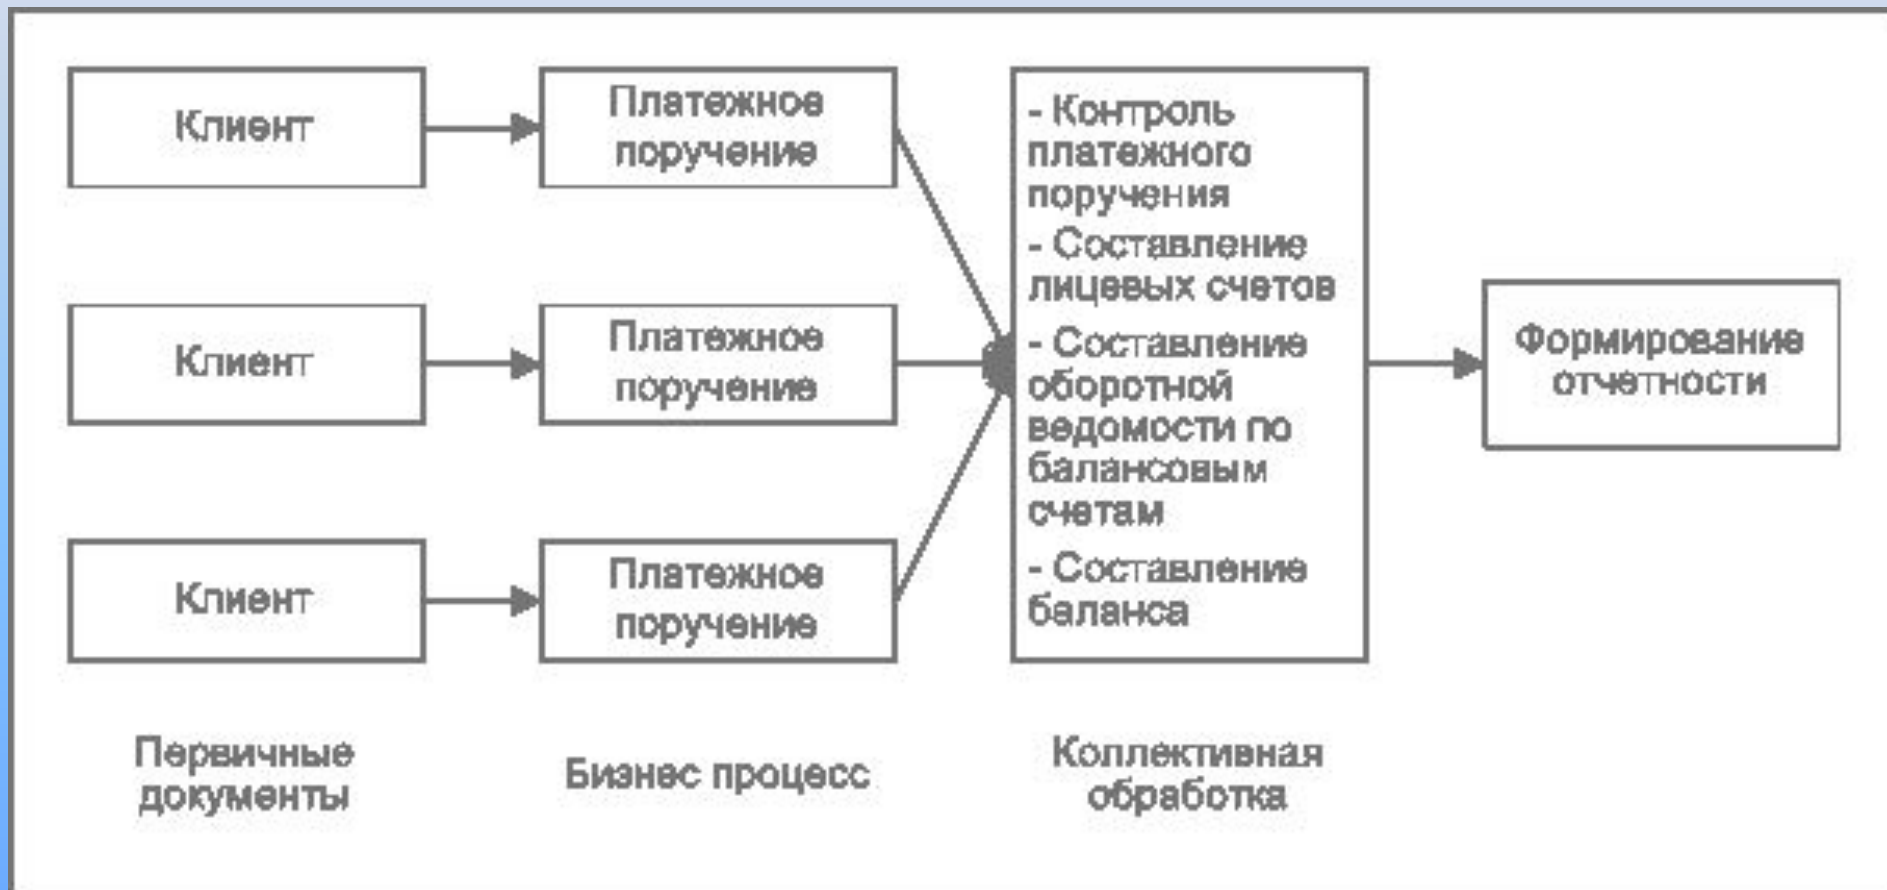 Клиент
Платежное
поручение
- Контроль
платежного
поручения
- Составление
лицевых счетов
- Составление
оборотной
ведомости по
балансовым
счетам
- Составление
баланса
Клиент
Платежное
поручение
Формирование
отчетности
Клиент
Платежное
поручение
Первичные
документы
Бизнес процесс
Коллективная
обработка